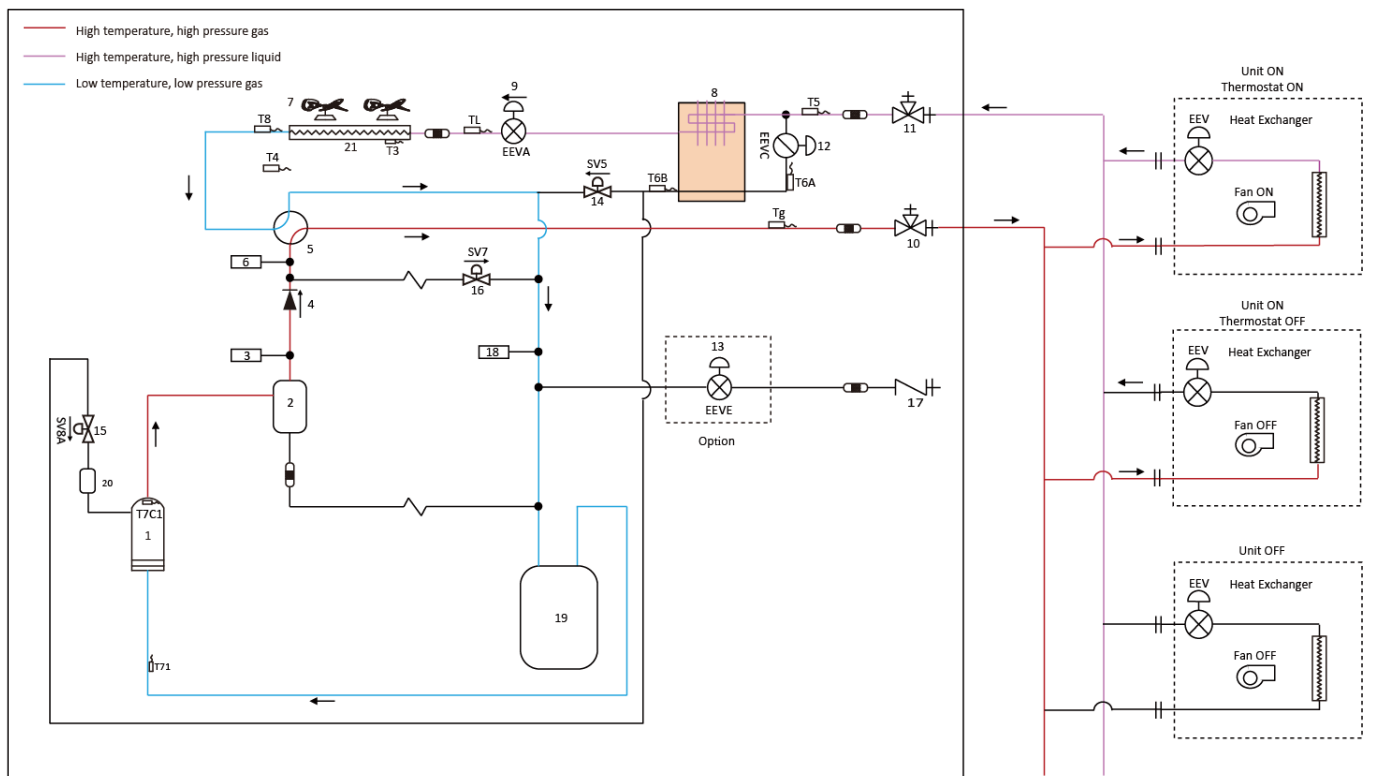 High temperature, high pressure gas
High temperature, high pressure liquid
Low temperature, low pressure gas
Unit ON
Thermostat ON
7
9
8
T8
TL
T5
EEV
Heat Exchanger
EEVA
11
21
T3
EEVC
12
T4
SV5
T6B
T6A
Fan ON
14
Tg
5
10
6
SV7
16
4
Unit ON
Thermostat OFF
3
18
13
EEV
Heat Exchanger
2
EEVE
17
SV8A
15
Option
Fan OFF
20
T7C1
1
Unit OFF
EEV
Heat Exchanger
19
Fan OFF
T71